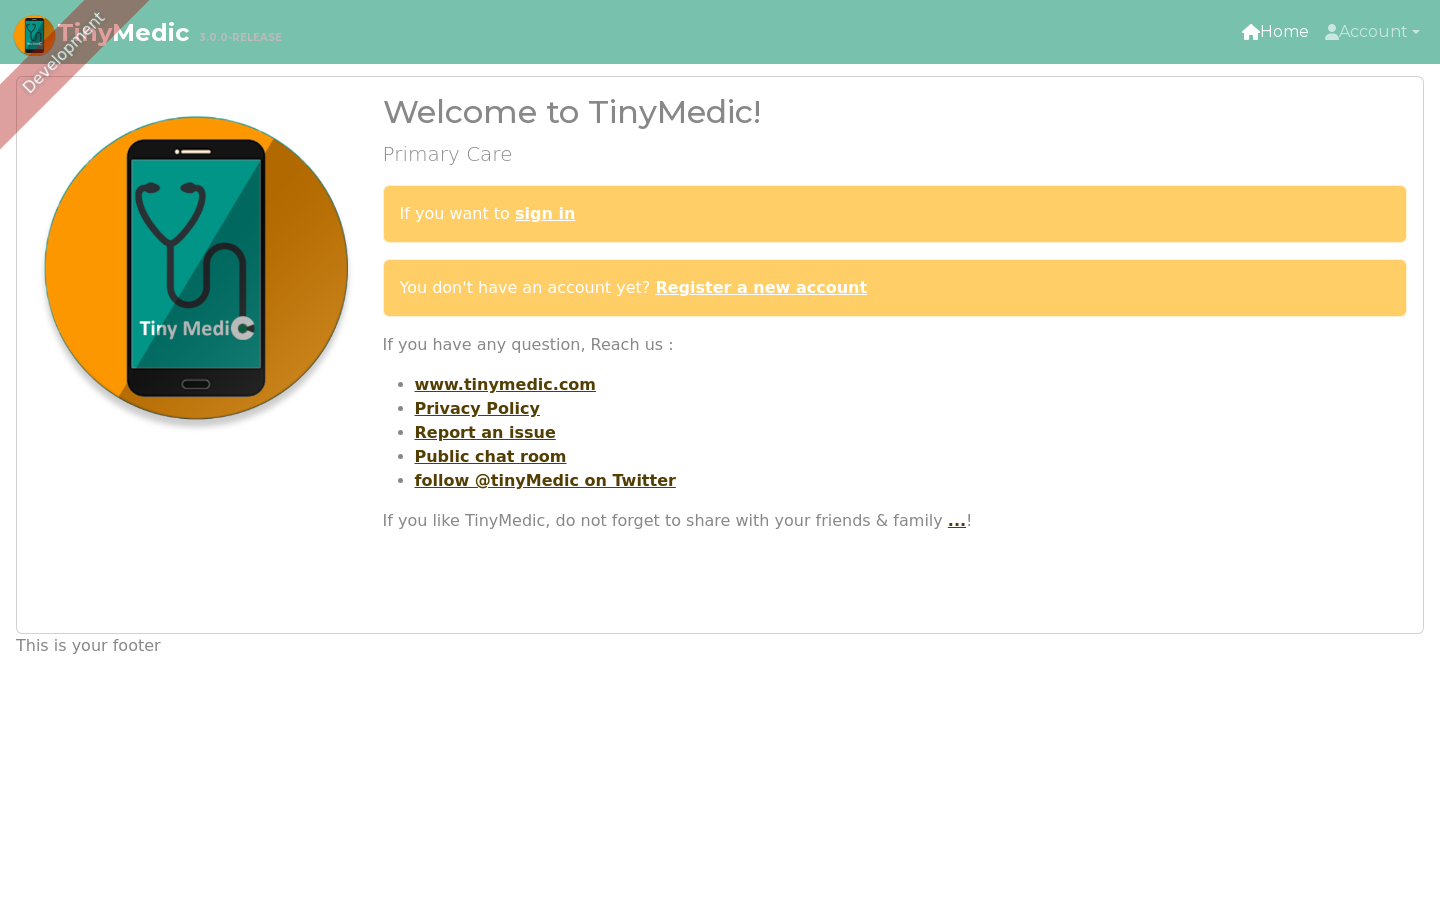 Development
TinyMedic 3.0.0-RELEASE
Home
Account
Tiny MediC
Welcome to TinyMedic!
Primary Care
If you want to sign in
You don't have an account yet? Register a new account
If you have any question, Reach us :
www.tinymedic.com
Privacy Policy
Report an issue
Public chat room
follow @tinyMedic on Twitter
If you like TinyMedic, do not forget to share with your friends & family ...!
This is your footer